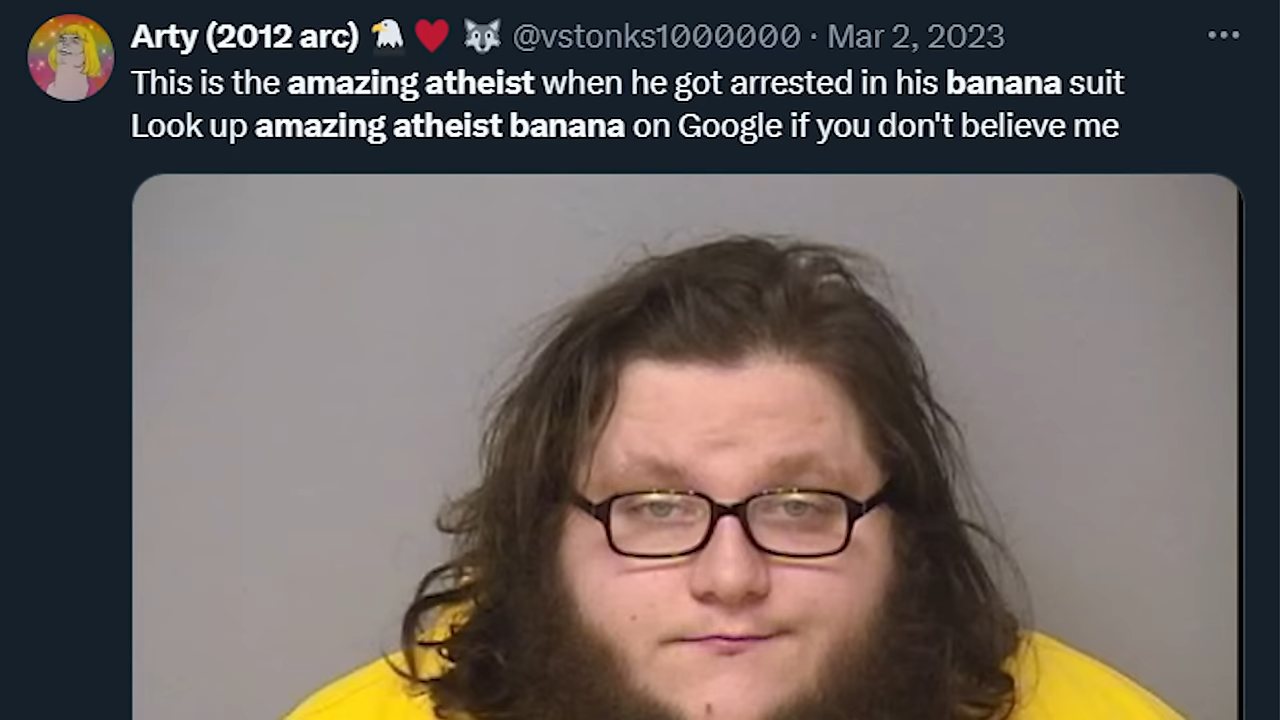 Arty (2012 arc) 🦅 ♥️ 🐺 @vstonks1000000 · Mar 2, 2023 ···
This is the amazing atheist when he got arrested in his banana suit
Look up amazing atheist banana on Google if you don't believe me